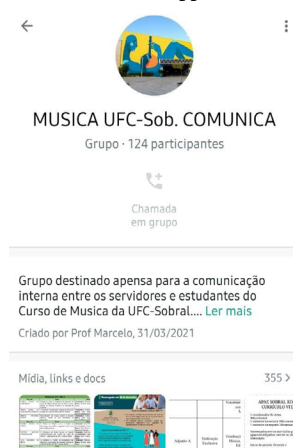 MUSICA UFC-Sob. COMUNICA
Grupo · 124 participantes
Chamada
em grupo
Grupo destinado apensa para a comunicação
interna entre os servidores e estudantes do
Curso de Musica da UFC-Sobral.... Ler mais
Criado por Prof Marcelo, 31/03/2021
Mídia, links e docs
355 >